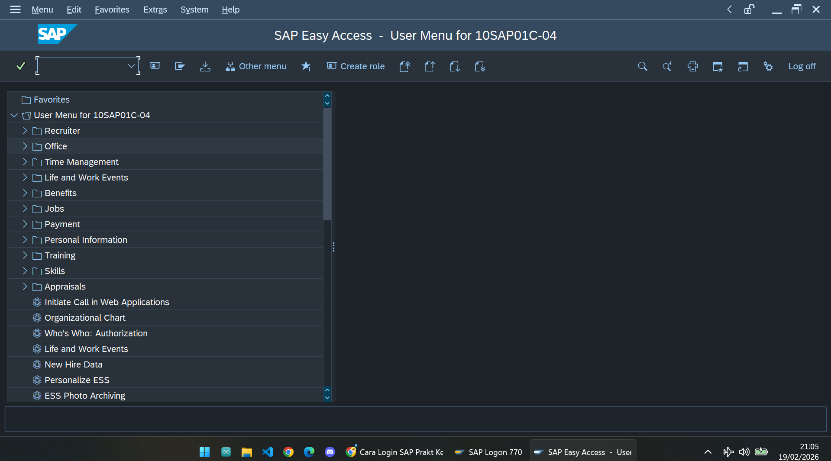 Menu Edit Favorites Extras System Help
SAP SAP Easy Access - User Menu for 10SAP01C-04
Other menu Create role Log off
Favorites
User Menu for 10SAP01C-04
Recruiter
Office
Time Management
Life and Work Events
Benefits
Jobs
Payment
Personal Information
Training
Skills
Appraisals
Initiate Call in Web Applications
Organizational Chart
Who's Who: Authorization
Life and Work Events
New Hire Data
Personalize ESS
ESS Photo Archiving
Cara Login SAP Prakt Ke SAP Logon 770 SAP Easy Access - User
21:05
19/02/2026